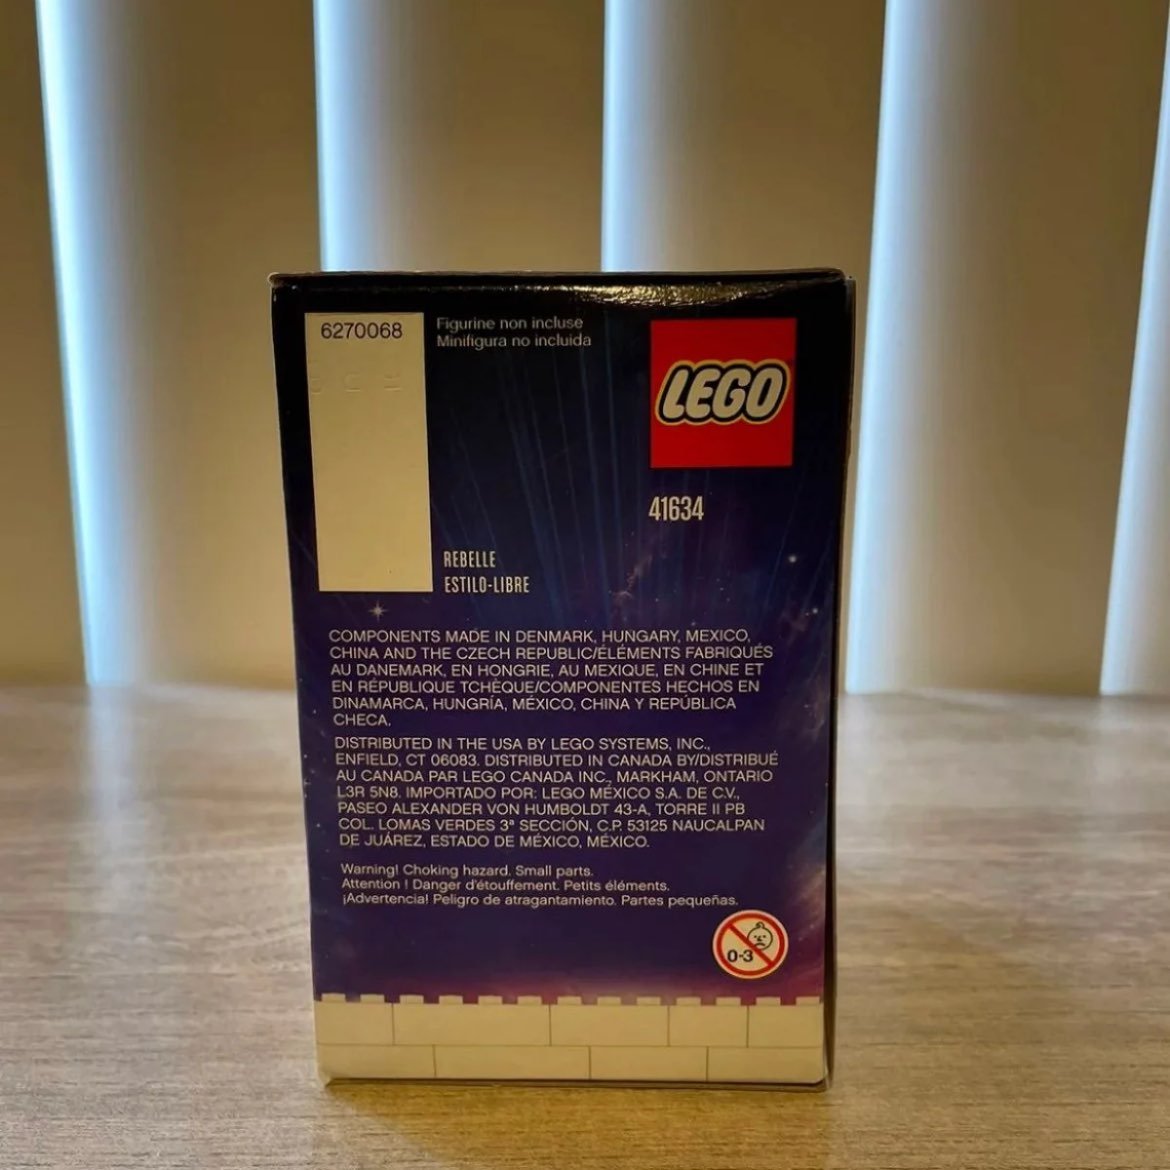 6270068
Figurine non incluse
Minifigura no incluida
LEGO
41634
REBELLE
ESTILO-LIBRE
COMPONENTS MADE IN DENMARK, HUNGARY, MEXICO,
CHINA AND THE CZECH REPUBLIC/ÉLÉMENTS FABRIQUÉS
AU DANEMARK, EN HONGRIE, AU MEXIQUE, EN CHINE ET
EN RÉPUBLIQUE TCHÈQUE/COMPONENTES HECHOS EN
DINAMARCA, HUNGRÍA, MÉXICO, CHINA Y REPÚBLICA
CHECA.
DISTRIBUTED IN THE USA BY LEGO SYSTEMS, INC.,
ENFIELD, CT 06083. DISTRIBUTED IN CANADA BY/DISTRIBUÉ
AU CANADA PAR LEGO CANADA INC., MARKHAM, ONTARIO
L3R 5N8. IMPORTADO POR: LEGO MÉXICO S.A. DE C.V.,
PASEO ALEXANDER VON HUMBOLDT 43-A, TORRE II PB
COL. LOMAS VERDES 3ª SECCIÓN, C.P. 53125 NAUCALPAN
DE JUÁREZ, ESTADO DE MÉXICO, MÉXICO.
Warning! Choking hazard. Small parts.
Attention ! Danger d'étouffement. Petits éléments.
¡Advertencia! Peligro de atragantamiento. Partes pequeñas.
0-3